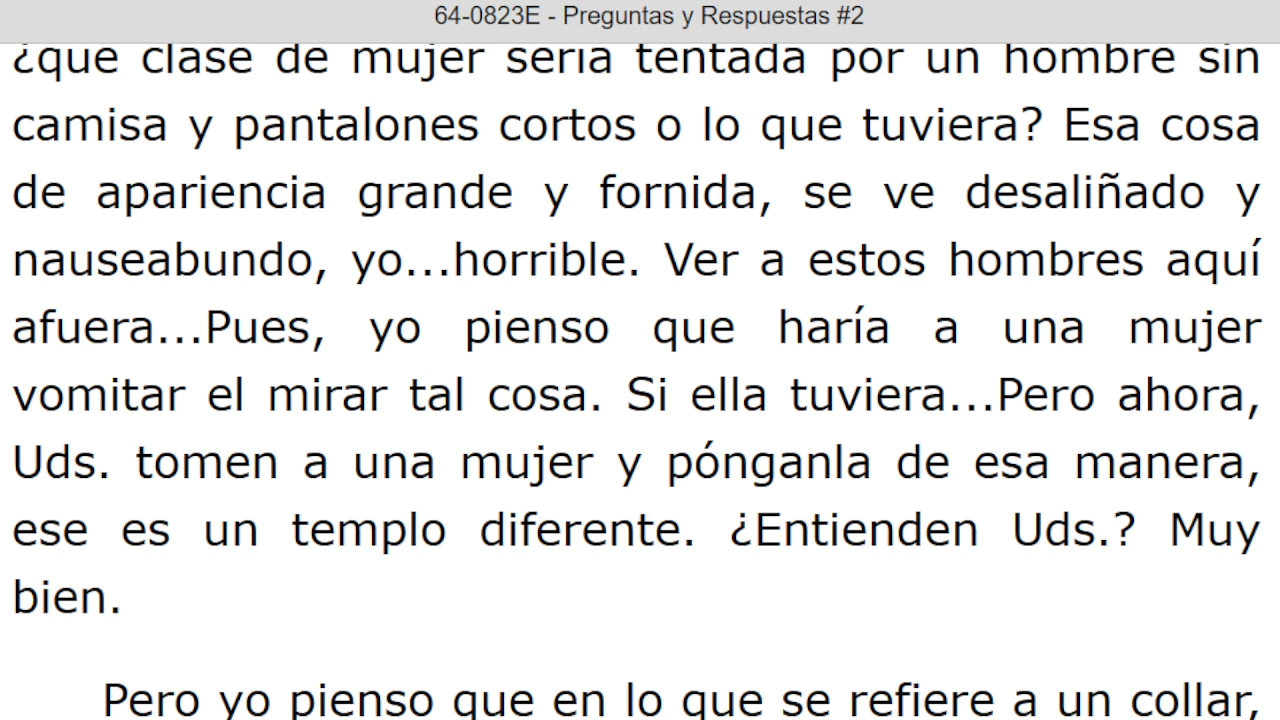 64-0823E - Preguntas y Respuestas #2
¿qué clase de mujer sería tentada por un hombre sin
camisa y pantalones cortos o lo que tuviera? Esa cosa
de apariencia grande y fornida, se ve desaliñado y
nauseabundo, yo...horrible. Ver a estos hombres aquí
afuera...Pues, yo pienso que haría a una mujer
vomitar el mirar tal cosa. Si ella tuviera...Pero ahora,
Uds. tomen a una mujer y pónganla de esa manera,
ese es un templo diferente. ¿Entienden Uds.? Muy
bien.
Pero yo pienso que en lo que se refiere a un collar,